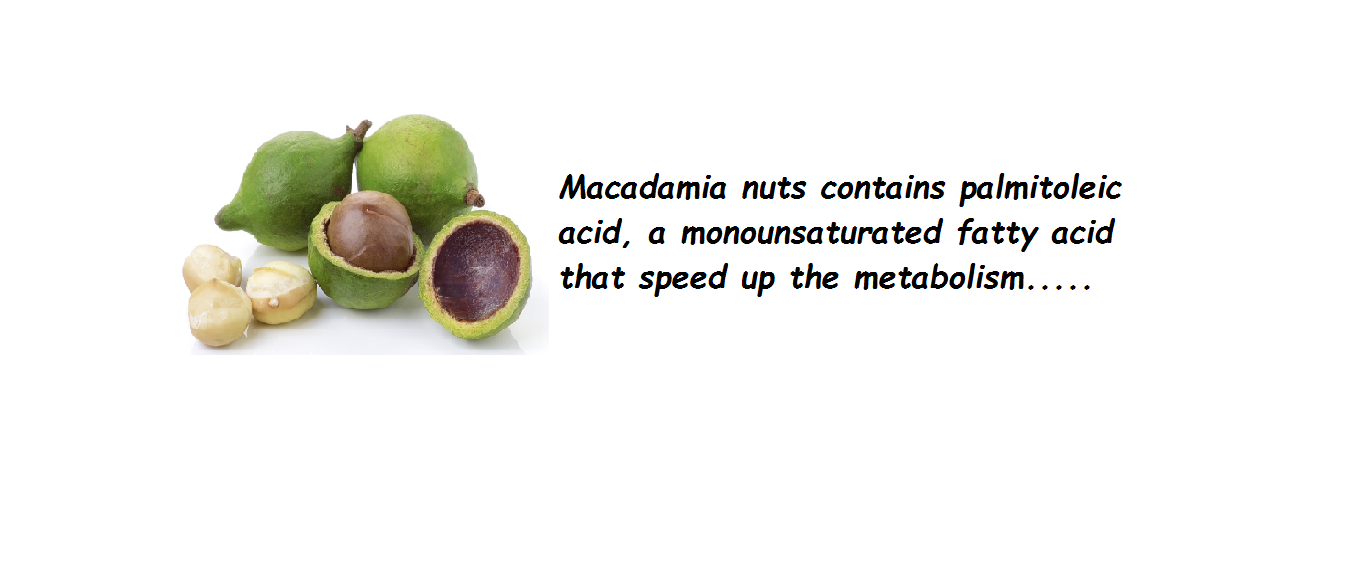 Macadamia nuts contains palmitoleic
acid, a monounsaturated fatty acid
that speed up the metabolism.....